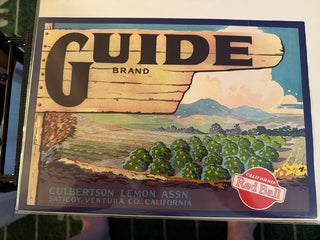 GUIDE
BRAND
CALIFORNIA
Red Ball
CULBERTSON LEMON ASSN.
SATICOY, VENTURA CO., CALIFORNIA